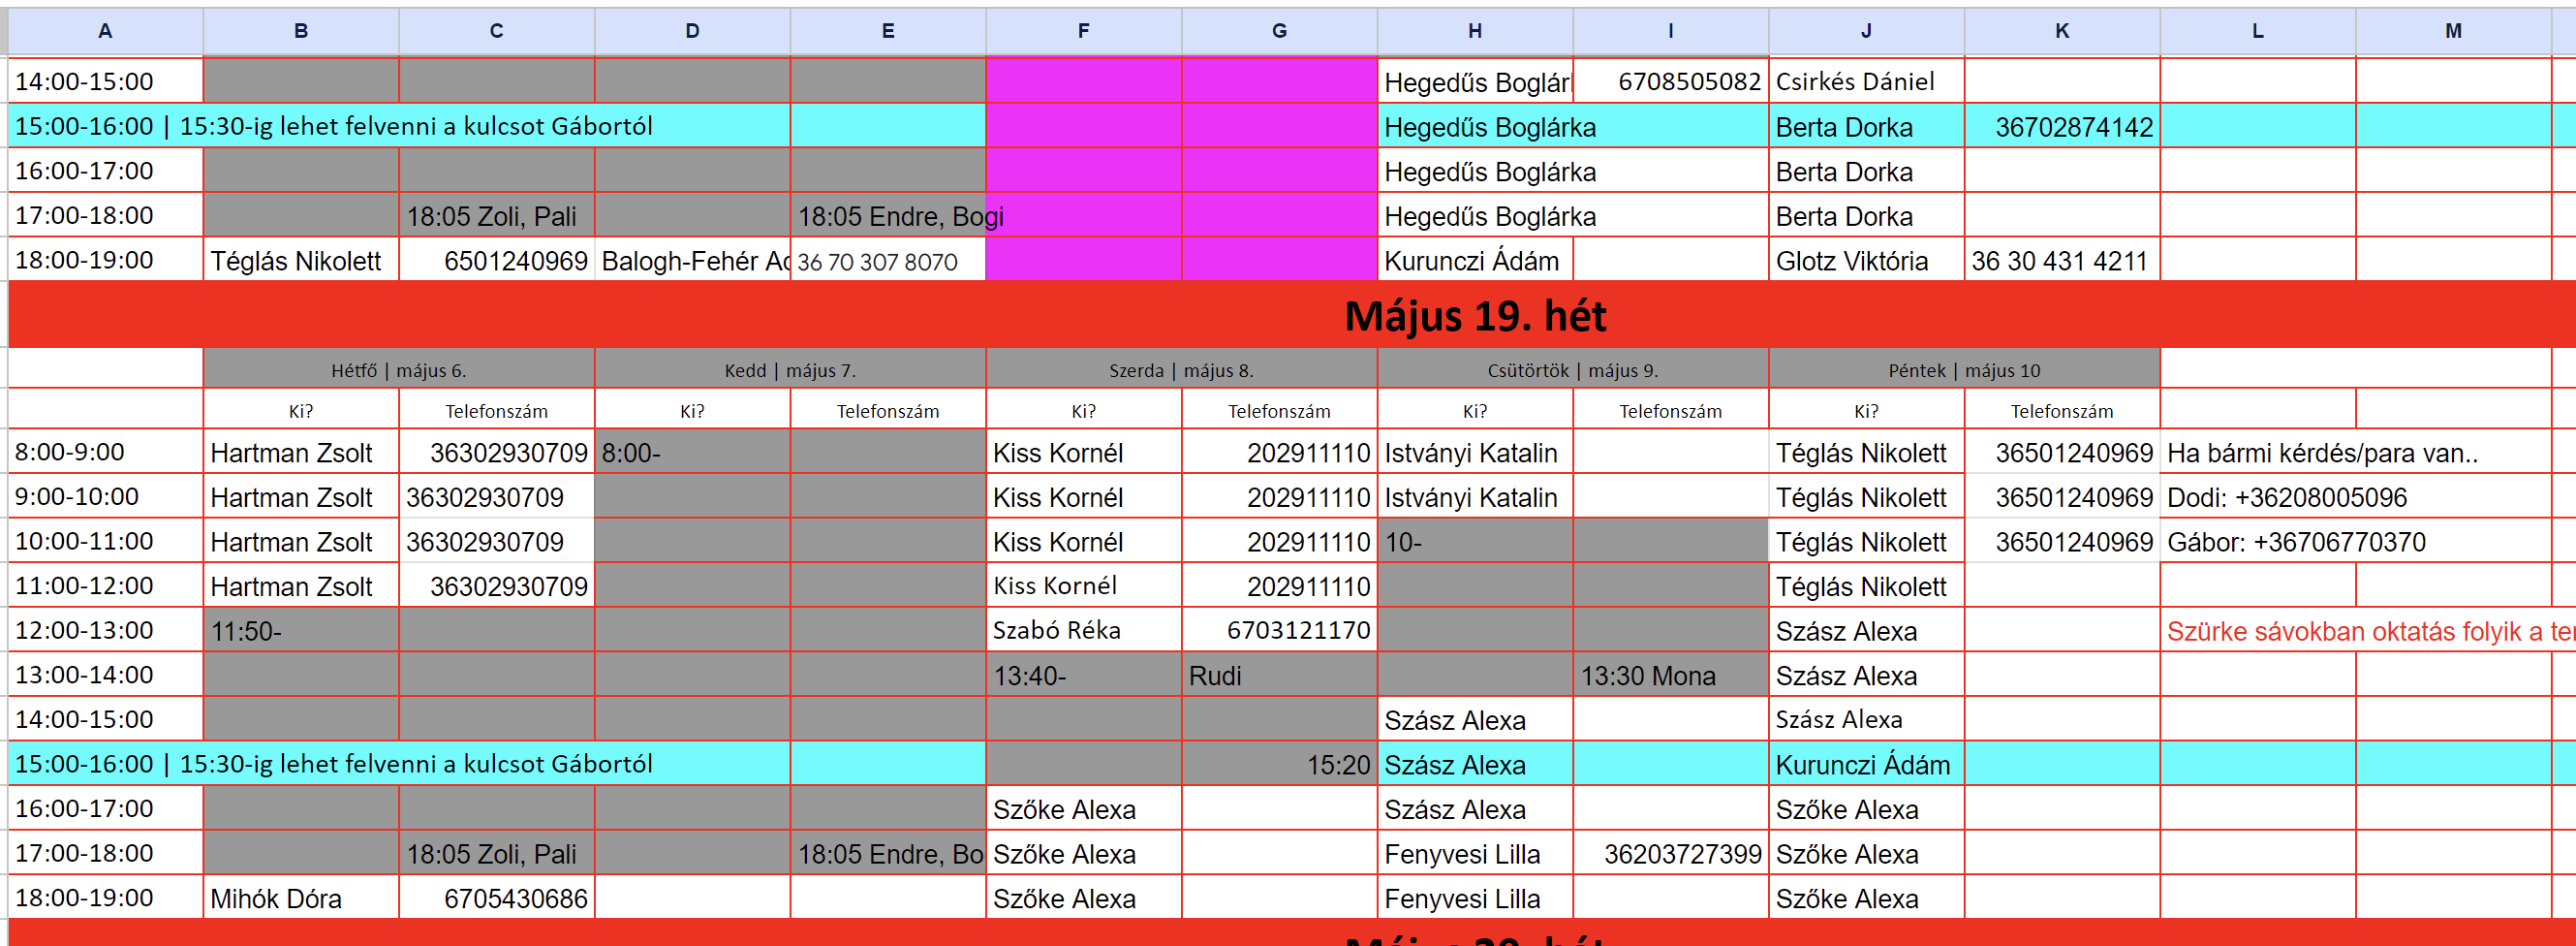 A B C D E F G H I J K L M
14:00-15:00 Hegedűs Boglár 6708505082 Csirkés Dániel
15:00-16:00 | 15:30-ig lehet felvenni a kulcsot Gábortól Hegedűs Boglárka Berta Dorka 36702874142
16:00-17:00 Hegedűs Boglárka Berta Dorka
17:00-18:00 18:05 Zoli, Pali 18:05 Endre, Bogi Hegedűs Boglárka Berta Dorka
18:00-19:00 Téglás Nikolett 6501240969 Balogh-Fehér 36 70 307 8070 Kurunczi Ádám Glotz Viktória 36 30 431 4211
Május 19. hét
Hétfő | május 6. Kedd | május 7. Szerda | május 8. Csütörtök | május 9. Péntek | május 10
Ki? Telefonszám Ki? Telefonszám Ki? Telefonszám Ki? Telefonszám Ki? Telefonszám
8:00-9:00 Hartman Zsolt 36302930709 8:00- Kiss Kornél 202911110 Istványi Katalin Téglás Nikolett 36501240969 Ha bármi kérdés/para van..
9:00-10:00 Hartman Zsolt 36302930709 Kiss Kornél 202911110 Istványi Katalin Téglás Nikolett 36501240969 Dodi: +36208005096
10:00-11:00 Hartman Zsolt 36302930709 Kiss Kornél 202911110 10- Téglás Nikolett 36501240969 Gábor: +36706770370
11:00-12:00 Hartman Zsolt 36302930709 Kiss Kornél 202911110 Téglás Nikolett
12:00-13:00 11:50- Szabó Réka 6703121170 Szász Alexa Szürke sávokban oktatás folyik a ter
13:00-14:00 13:40- Rudi 13:30 Mona Szász Alexa
14:00-15:00 Szász Alexa Szász Alexa
15:00-16:00 | 15:30-ig lehet felvenni a kulcsot Gábortól 15:20 Szász Alexa Kurunczi Ádám
16:00-17:00 Szőke Alexa Szász Alexa Szőke Alexa
17:00-18:00 18:05 Zoli, Pali 18:05 Endre, Bo Szőke Alexa Fenyvesi Lilla 36203727399 Szőke Alexa
18:00-19:00 Mihók Dóra 6705430686 Szőke Alexa Fenyvesi Lilla Szőke Alexa